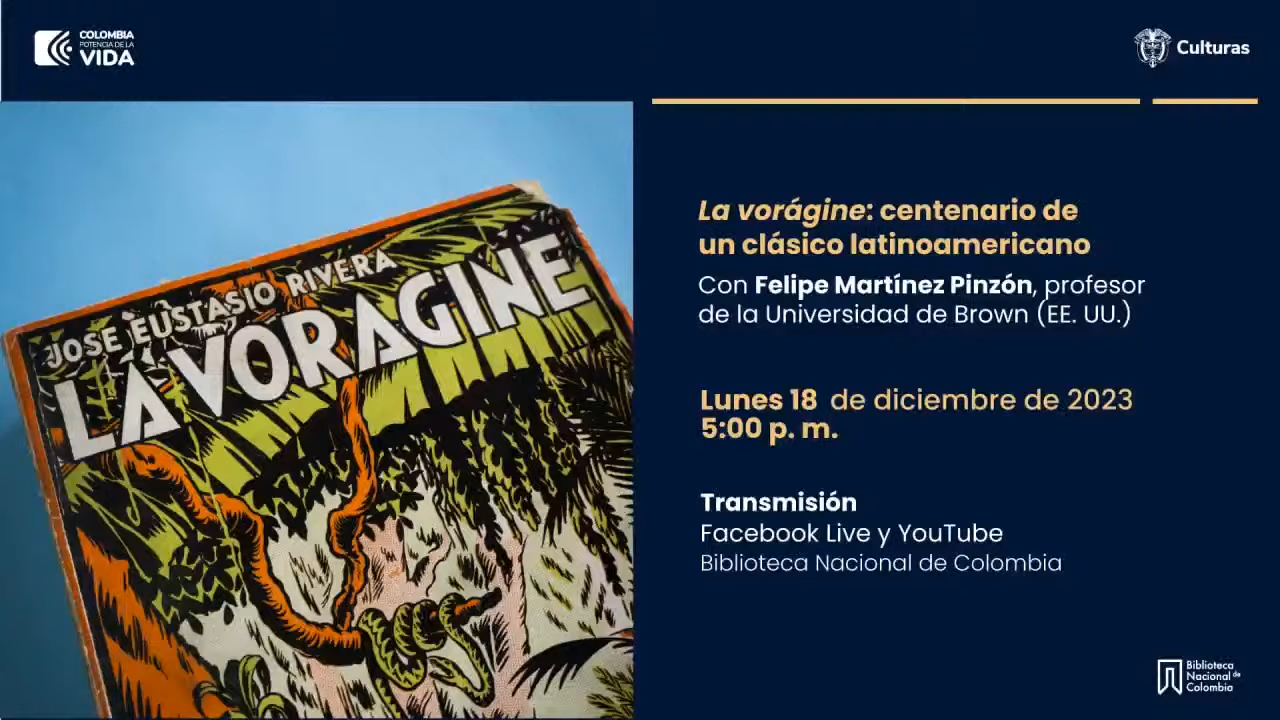 COLOMBIA
POTENCIA DE LA
VIDA
Culturas
JOSE EUSTASIO RIVERA
LA VORAGINE
La vorágine: centenario de
un clásico latinoamericano
Con Felipe Martínez Pinzón, profesor
de la Universidad de Brown (EE. UU.)
Lunes 18 de diciembre de 2023
5:00 p. m.
Transmisión
Facebook Live y YouTube
Biblioteca Nacional de Colombia
Biblioteca
Nacional de
Colombia